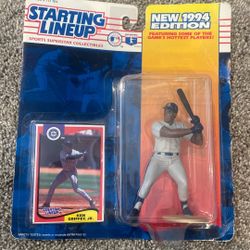 STARTING
LINEUP
SPORTS SUPERSTAR COLLECTIBLES
NEW 1994
EDITION
FEATURING SOME OF THE
GAME'S HOTTEST PLAYERS!
KEN
GRIFFEY, JR.